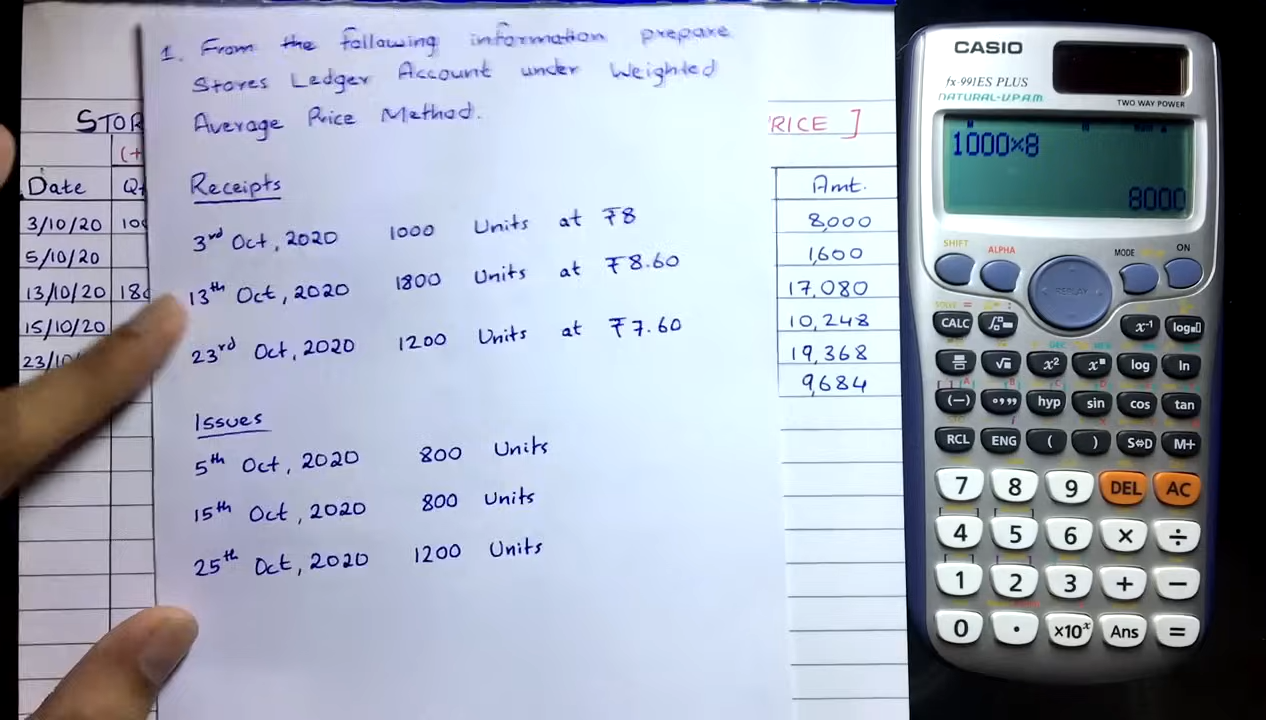 1. From the following information prepare
Stores Ledger Account under Weighted
Average Price Method.
Receipts
3rd Oct, 2020 1000 Units at ₹8
13th Oct, 2020 1800 Units at ₹8.60
23rd Oct, 2020 1200 Units at ₹7.60
Issues
5th Oct, 2020 800 Units
15th Oct, 2020 800 Units
25th Oct, 2020 1200 Units
STOR
RICE ]
(+
Date Q
Amt.
3/10/20 100
8,000
5/10/20
1,600
13/10/20 180
17,080
15/10/20
10,248
23/10
19,368
9,684
CASIO
fx-991ES PLUS
NATURAL-V.P.A.M.
TWO WAY POWER
1000×8
8000
SHIFT ALPHA MODE ON
REPLAY
SOLVE =
CALC x⁻¹ log
√ x² log ln
(−) hyp sin cos tan
RCL ENG ( ) S⇔D M+
7 8 9 DEL AC
4 5 6 × ÷
1 2 3 + −
0 . ×10ˣ Ans =